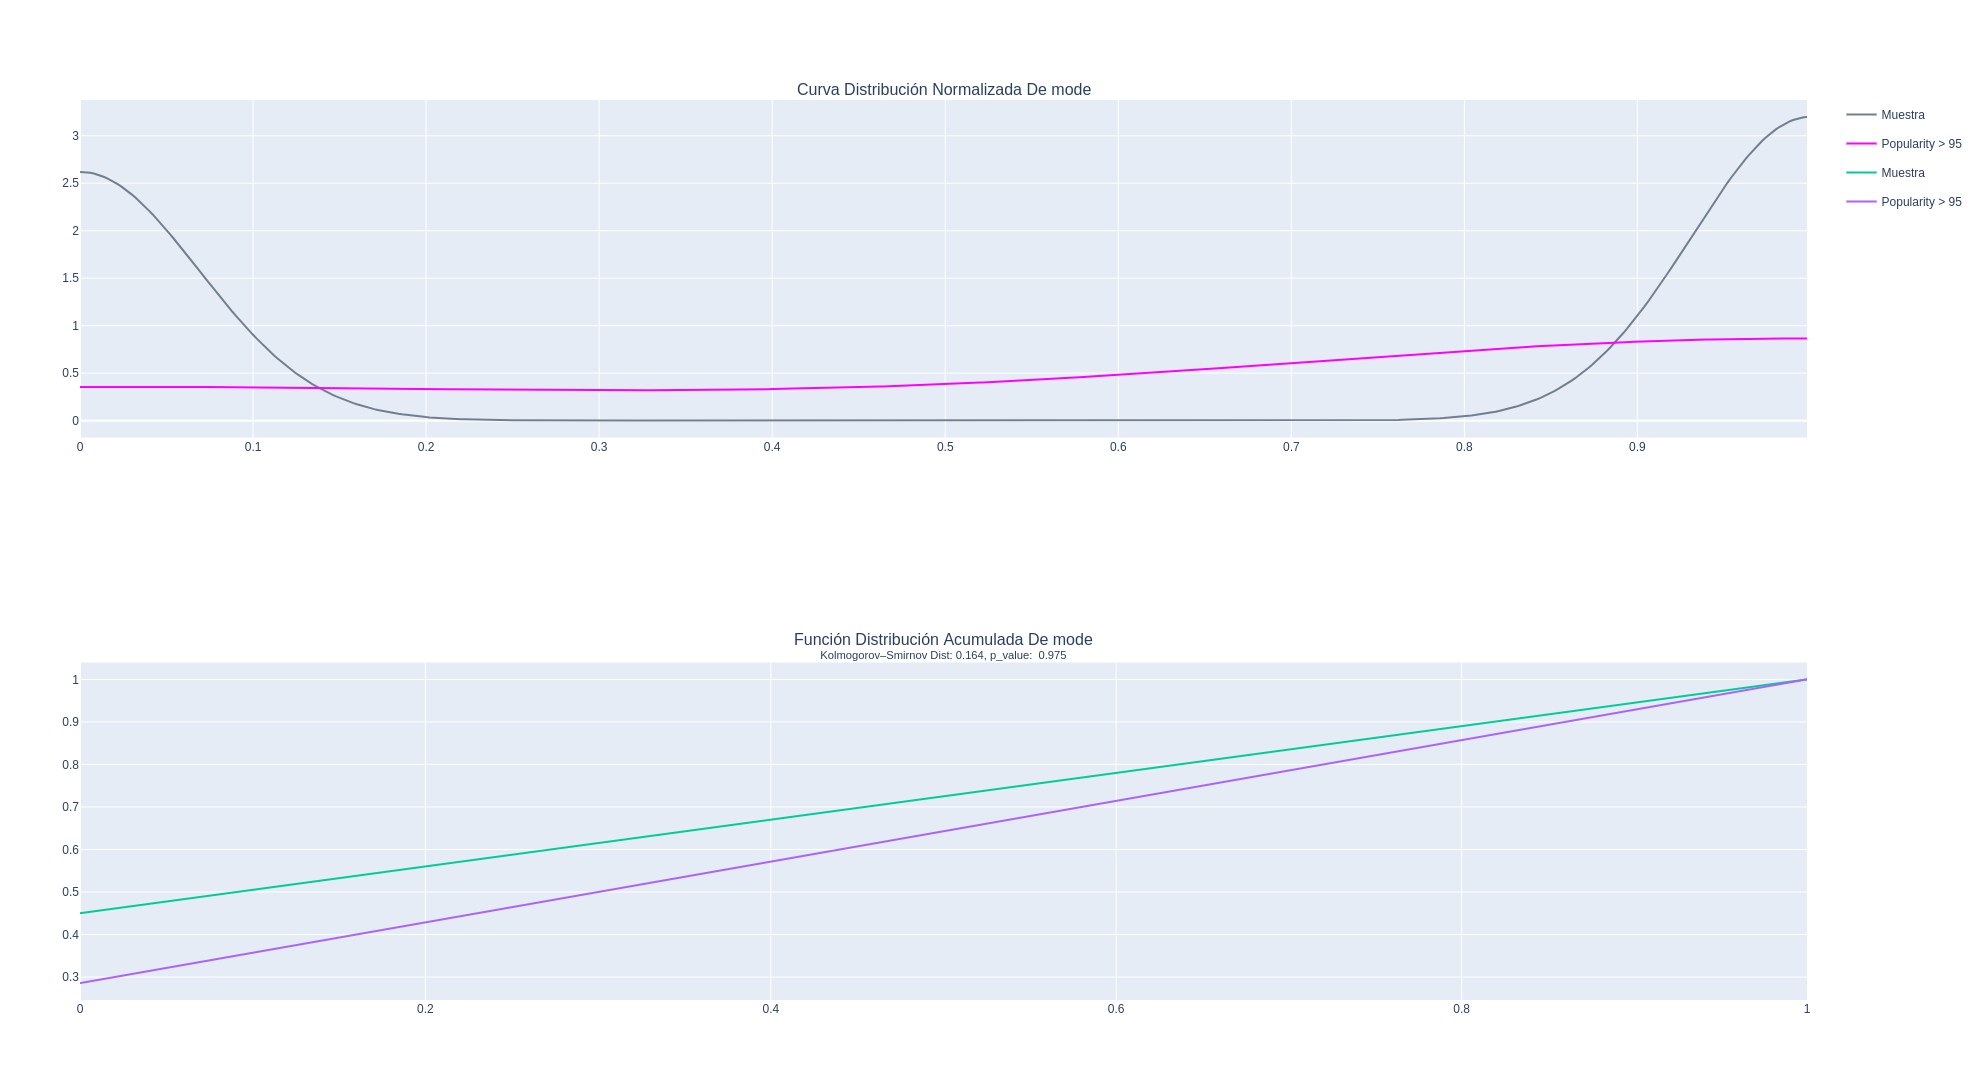 Curva Distribución Normalizada De mode
3
2.5
2
1.5
1
0.5
0
0 0.1 0.2 0.3 0.4 0.5 0.6 0.7 0.8 0.9
Muestra
Popularity > 95
Muestra
Popularity > 95
Función Distribución Acumulada De mode
Kolmogorov–Smirnov Dist: 0.164, p_value: 0.975
1
0.9
0.8
0.7
0.6
0.5
0.4
0.3
0 0.2 0.4 0.6 0.8 1